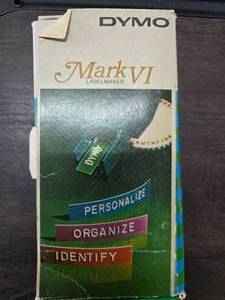 DYMO
Mark VI
LABELMAKER
DYMO
PERSONALIZE
ORGANIZE
IDENTIFY